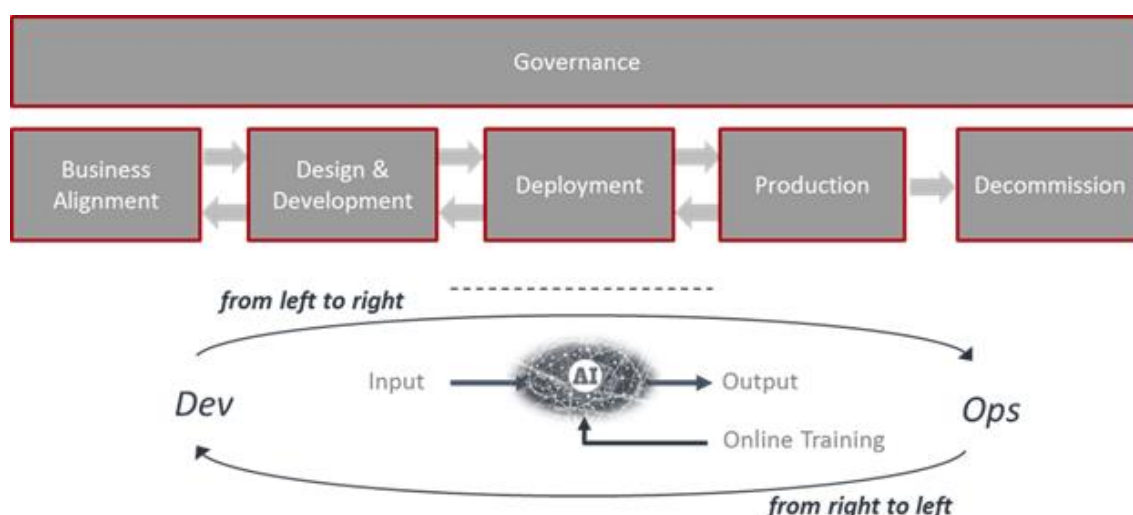 Governance
Business
Alignment
Design &
Development
Deployment
Production
Decommission
from left to right
Input
AI
Output
Dev
Ops
Online Training
from right to left